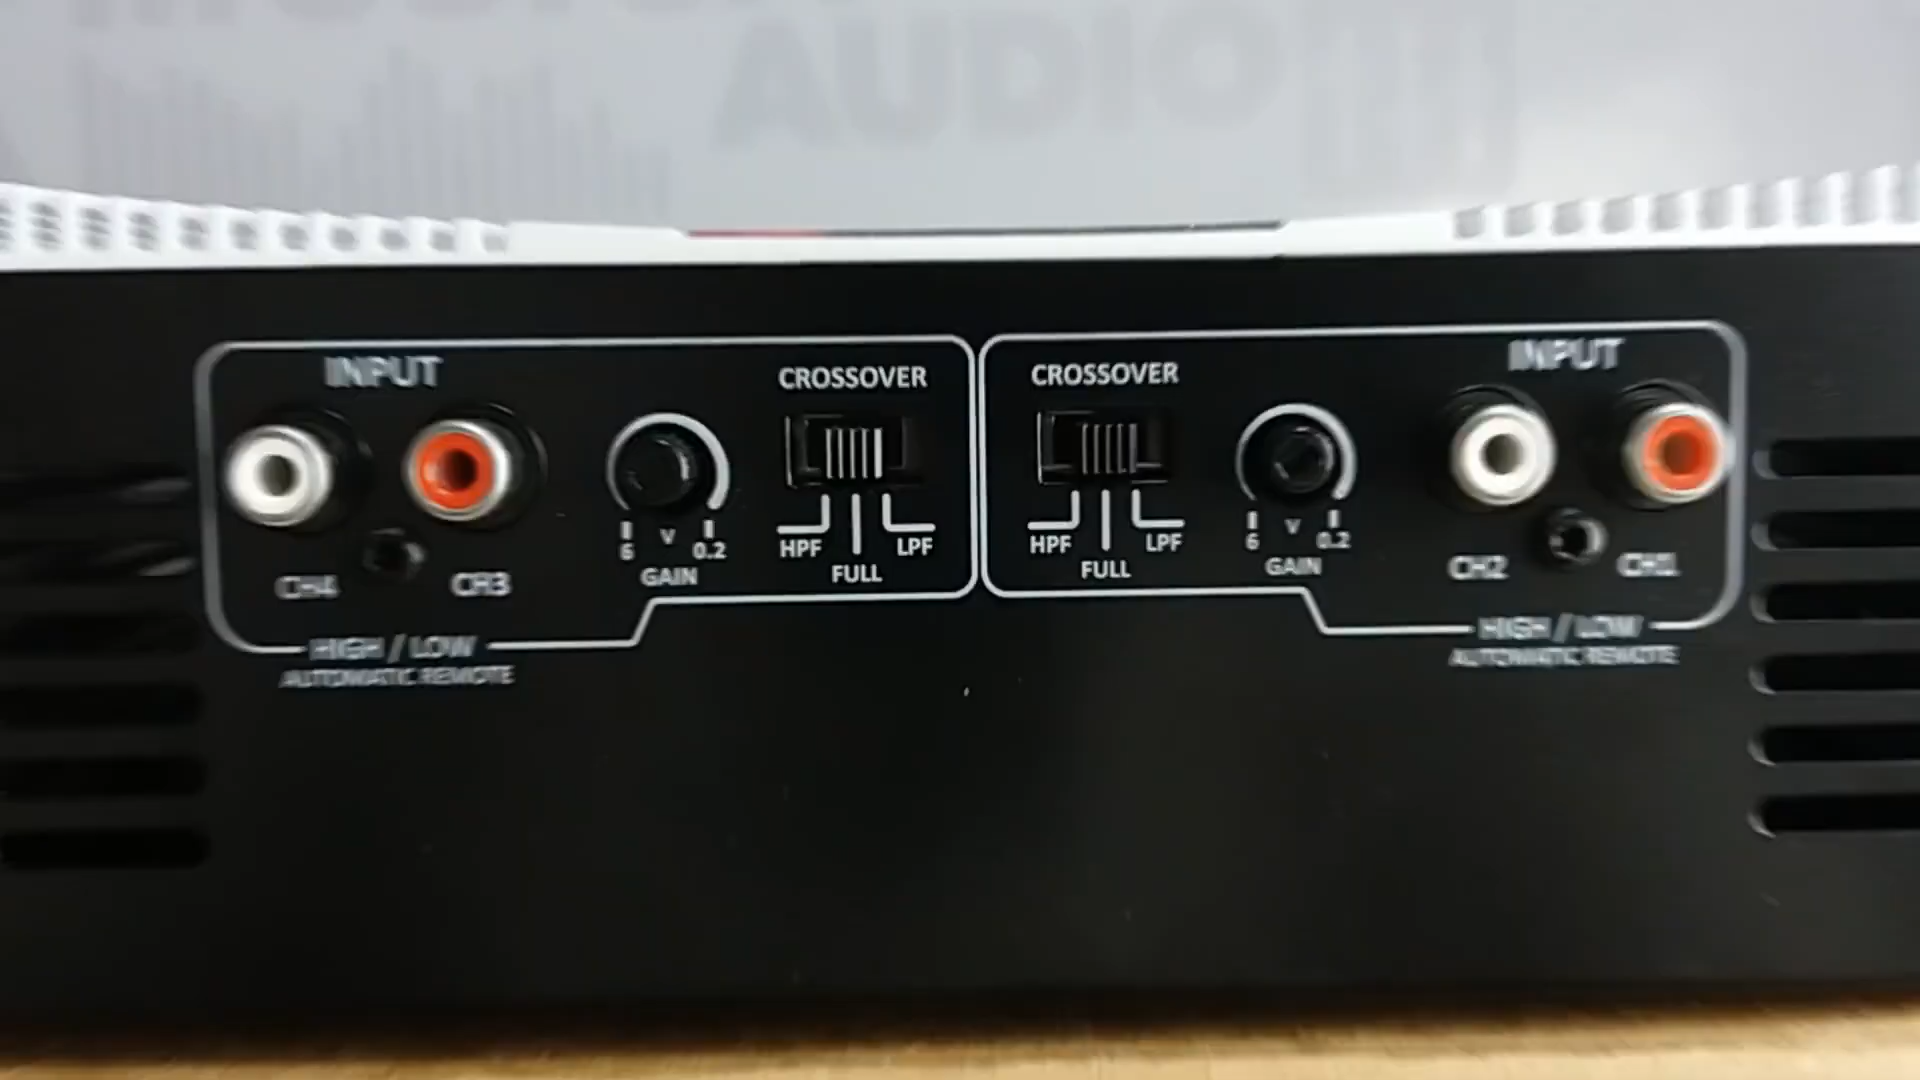 AUDIO
INPUT
CROSSOVER
CROSSOVER
INPUT
6 V 0.2
HPF LPF
HPF LPF
6 V 0.2
GAIN
FULL
FULL
GAIN
CH4 CH3
CH2 CH1
HIGH / LOW
AUTOMATIC REMOTE
HIGH / LOW
AUTOMATIC REMOTE